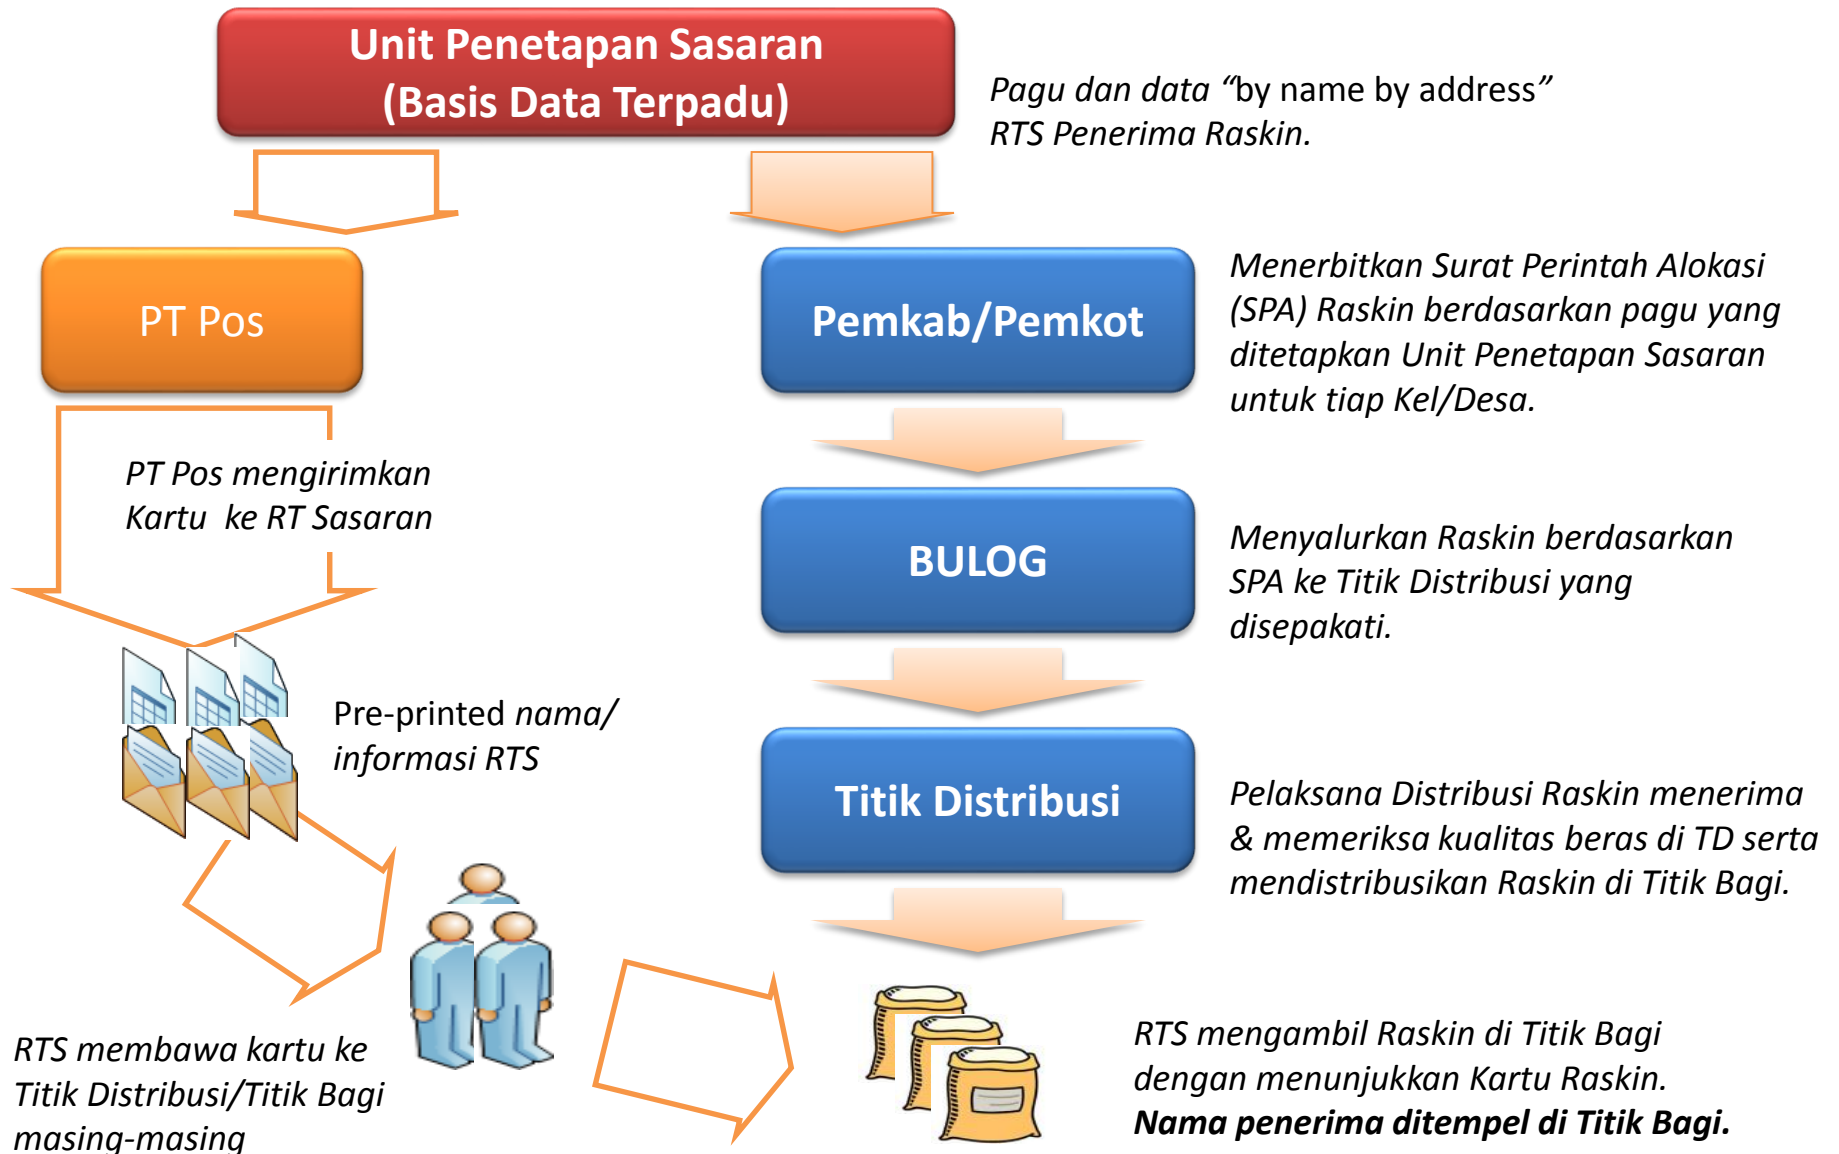 Unit Penetapan Sasaran
(Basis Data Terpadu)
Pagu dan data “by name by address”
RTS Penerima Raskin.
PT Pos
Pemkab/Pemkot
Menerbitkan Surat Perintah Alokasi
(SPA) Raskin berdasarkan pagu yang
ditetapkan Unit Penetapan Sasaran
untuk tiap Kel/Desa.
PT Pos mengirimkan
Kartu ke RT Sasaran
BULOG
Menyalurkan Raskin berdasarkan
SPA ke Titik Distribusi yang
disepakati.
Pre-printed nama/
informasi RTS
Titik Distribusi
Pelaksana Distribusi Raskin menerima
& memeriksa kualitas beras di TD serta
mendistribusikan Raskin di Titik Bagi.
RTS membawa kartu ke
Titik Distribusi/Titik Bagi
masing-masing
RTS mengambil Raskin di Titik Bagi
dengan menunjukkan Kartu Raskin.
Nama penerima ditempel di Titik Bagi.